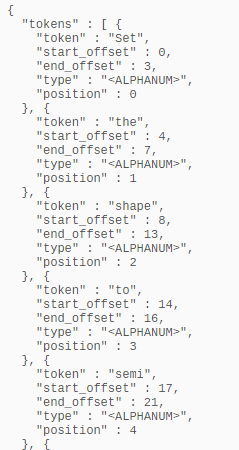 {
"tokens" : [ {
"token" : "Set",
"start_offset" : 0,
"end_offset" : 3,
"type" : "<ALPHANUM>",
"position" : 0
}, {
"token" : "the",
"start_offset" : 4,
"end_offset" : 7,
"type" : "<ALPHANUM>",
"position" : 1
}, {
"token" : "shape",
"start_offset" : 8,
"end_offset" : 13,
"type" : "<ALPHANUM>",
"position" : 2
}, {
"token" : "to",
"start_offset" : 14,
"end_offset" : 16,
"type" : "<ALPHANUM>",
"position" : 3
}, {
"token" : "semi",
"start_offset" : 17,
"end_offset" : 21,
"type" : "<ALPHANUM>",
"position" : 4
}, {